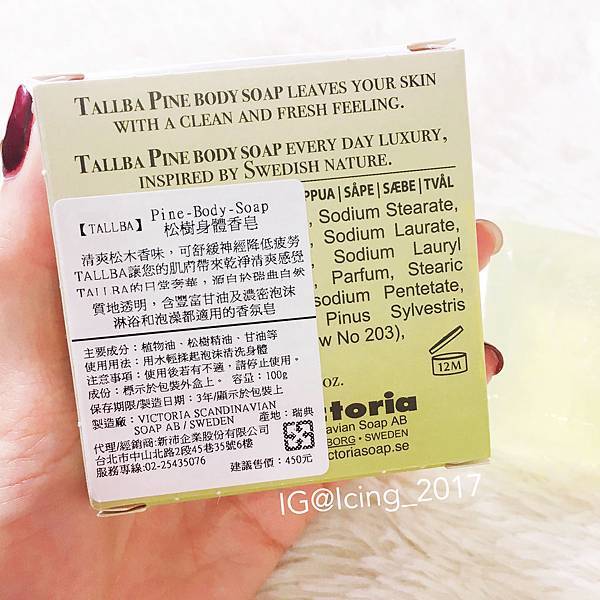 TALLBA PINE BODY SOAP LEAVES YOUR SKIN
WITH A CLEAN AND FRESH FEELING.
TALLBA PINE BODY SOAP EVERY DAY LUXURY,
INSPIRED BY SWEDISH NATURE.
PPUA | SÅPE | SÆBE | TVÅL
, Sodium Stearate,
, Sodium Laurate,
Sodium Lauryl
, Parfum, Stearic
sodium Pentetate,
Pinus Sylvestris
w No 203),
12M
OZ.
toria
navian Soap AB
BORG • SWEDEN
ctoriasoap.se
【TALLBA】 Pine-Body-Soap
松樹身體香皂
清爽松木香味，可舒緩神經降低疲勞
TALLBA讓您的肌膚帶來乾淨清爽感覺
TALLBA的日常奢華，源自於瑞典自然
質地透明，含豐富甘油及濃密泡沫
淋浴和泡澡都適用的香氛皂
主要成分：植物油、松樹精油、甘油等
使用用法：用水輕揉起泡沫清洗身體
注意事項：使用後若有不適，請停止使用。
成份：標示於包裝外盒上。 容量：100g
保存期限/製造日期：3年/顯示於包裝上
製造廠：VICTORIA SCANDINAVIAN
SOAP AB / SWEDEN 產地：瑞典
代理/經銷商:新沛企業股份有限公司
台北市中山北路2段45巷35號6樓
服務專線:02-25435076 建議售價：450元
IG@Icing_2017